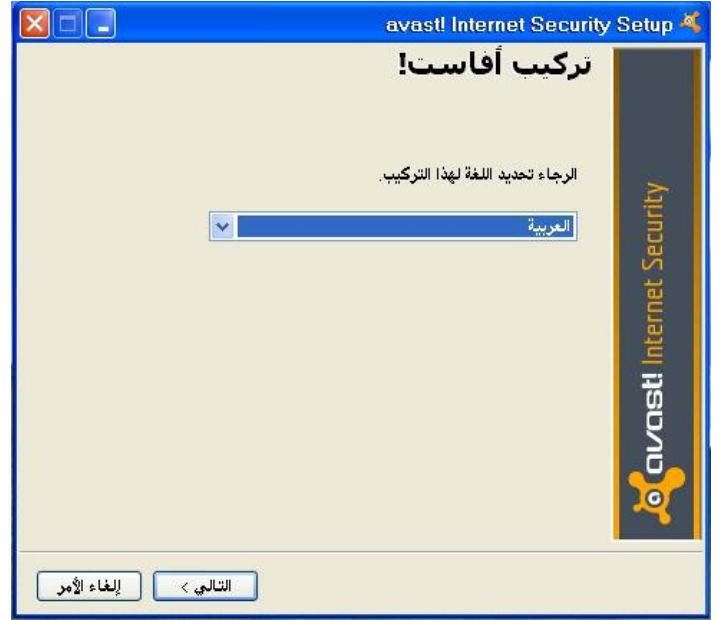 avast! Internet Security Setup
تركيب أفاست!
الرجاء تحديد اللغة لهذا التركيب.
العربية
avast! Internet Security
التالي >
إلغاء الأمر